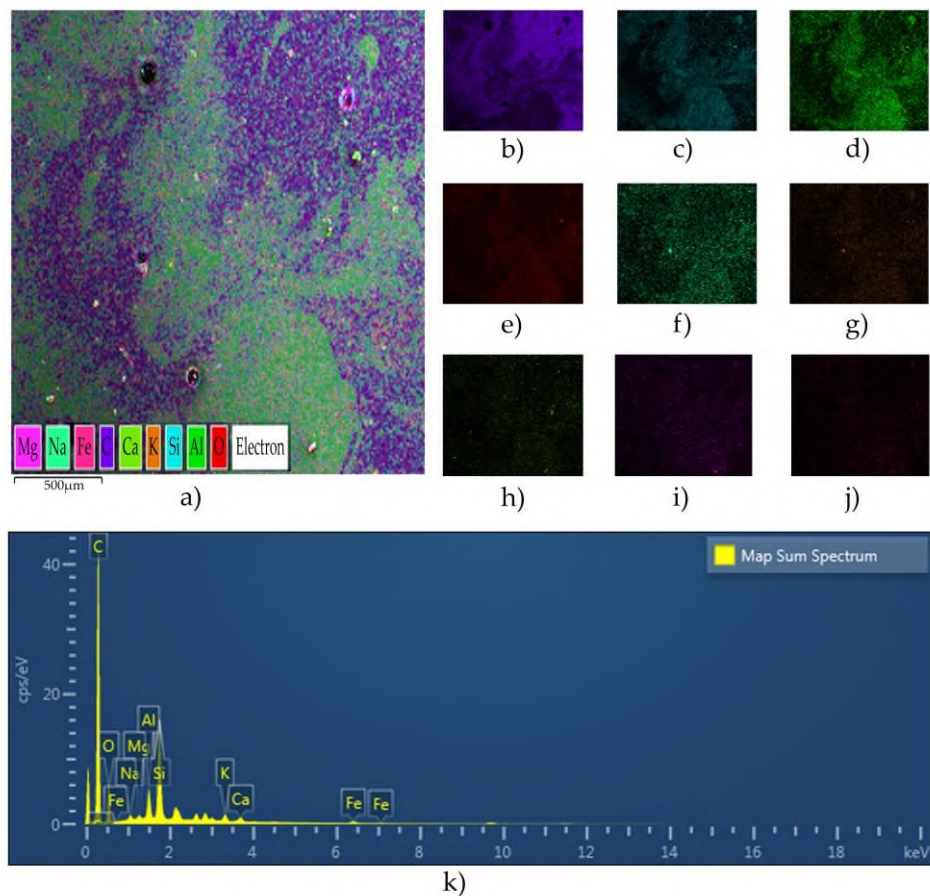 b) c) d)
e) f) g)
Mg Na Fe C Ca K Si Al O Electron
500μm
a)
h) i) j)
Map Sum Spectrum
cps/eV
40
20
0
C
O
Fe
Na
Mg
Al
Si
K
Ca
Fe
Fe
0 2 4 6 8 10 12 14 16 18 keV
k)